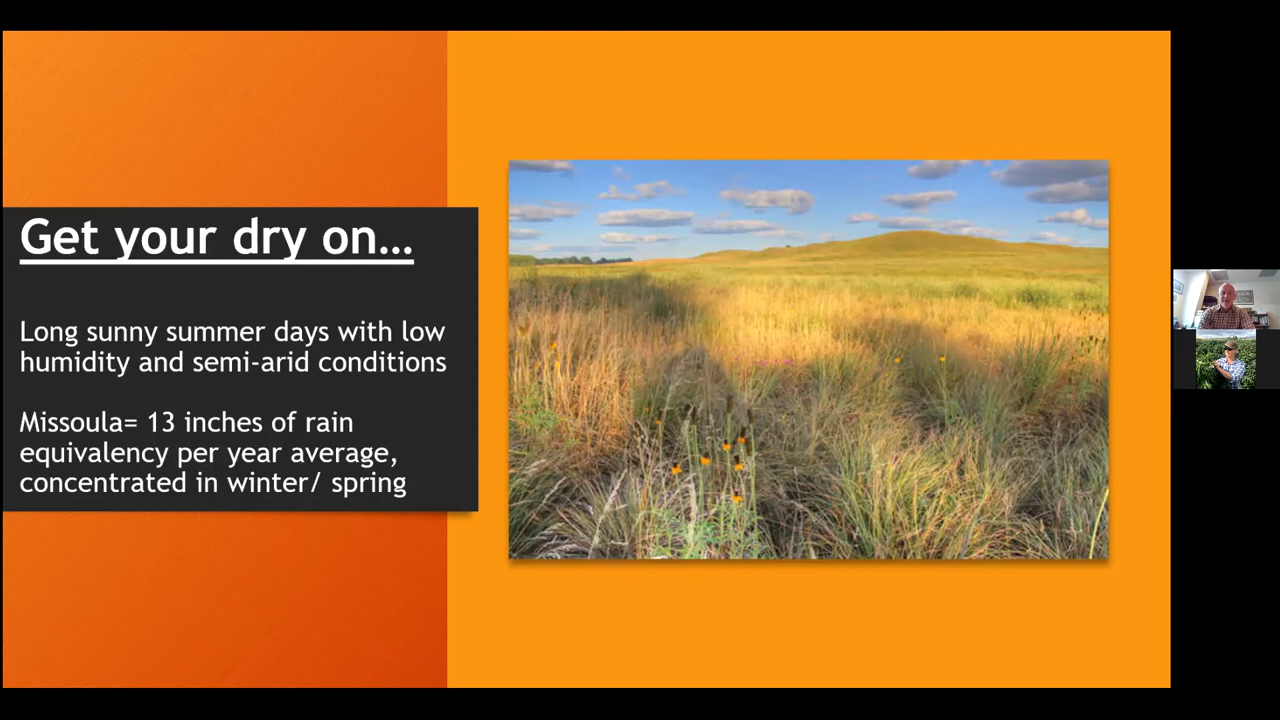 Get your dry on...
Long sunny summer days with low
humidity and semi-arid conditions
Missoula= 13 inches of rain
equivalency per year average,
concentrated in winter/ spring